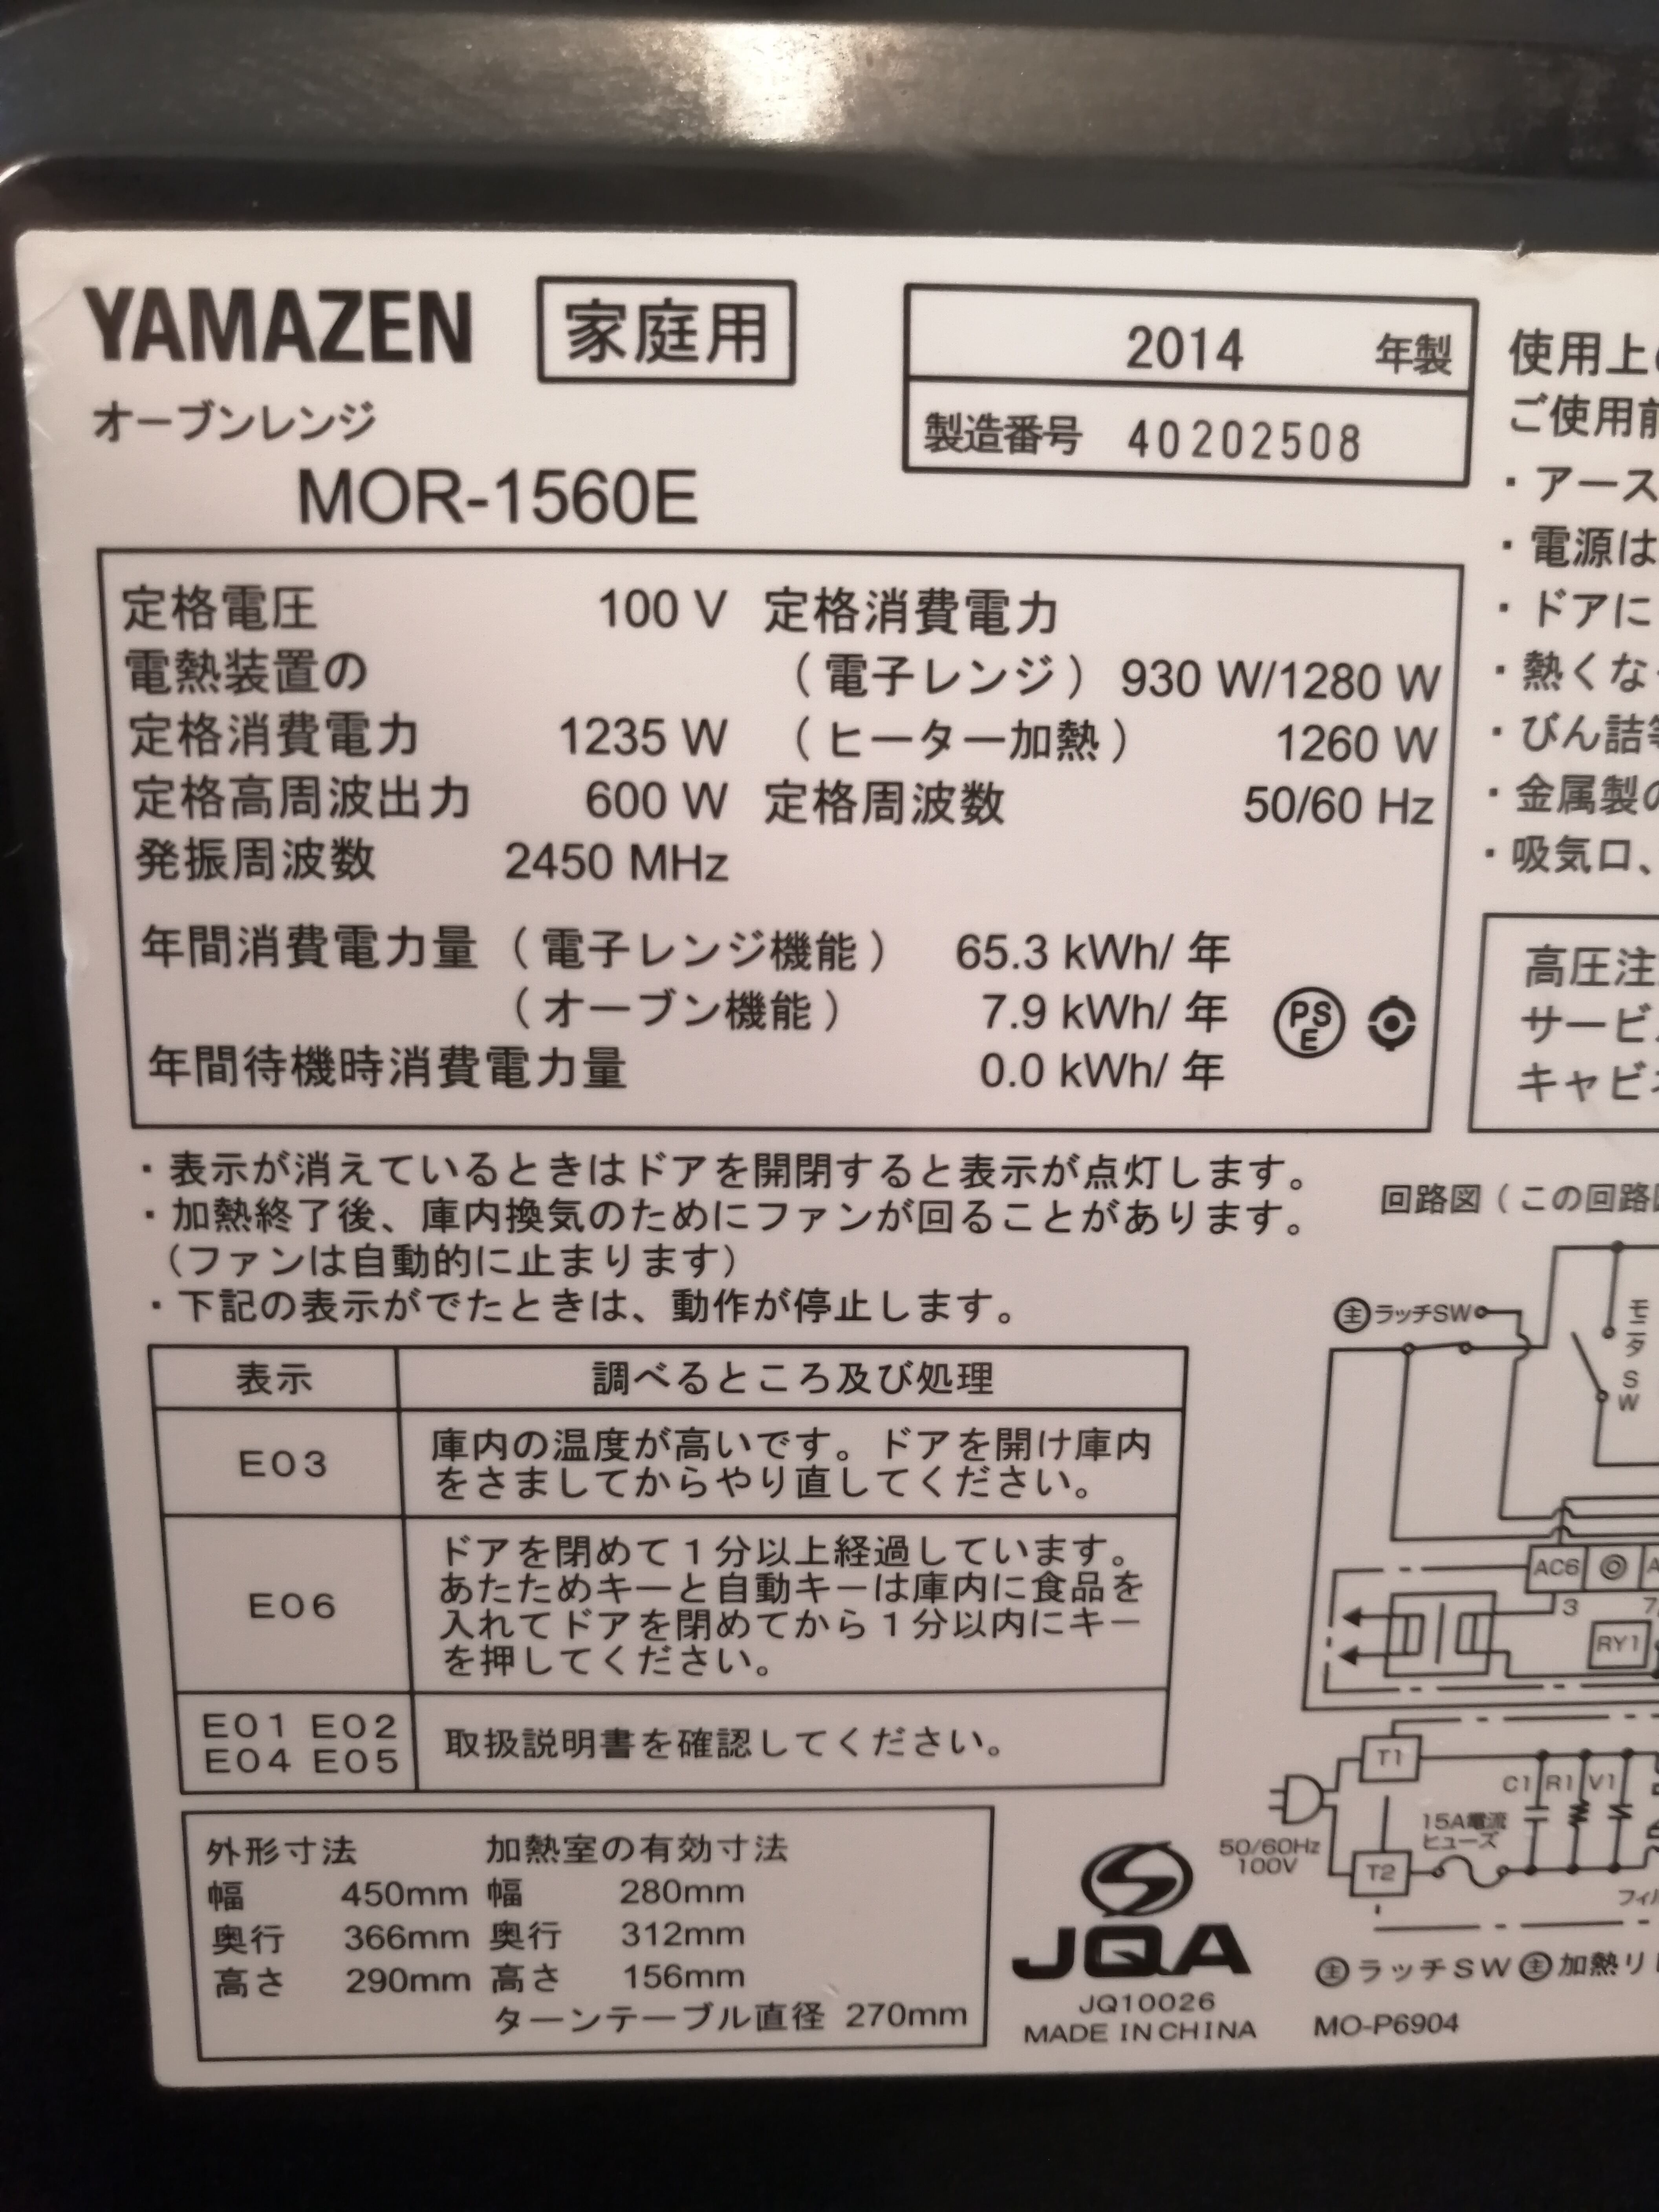 YAMAZEN 家庭用
オーブンレンジ
MOR-1560E
2014 年製
製造番号 40202508
定格電圧 100 V 定格消費電力
電熱装置の (電子レンジ) 930 W/1280 W
定格消費電力 1235 W (ヒーター加熱) 1260 W
定格高周波出力 600 W 定格周波数 50/60 Hz
発振周波数 2450 MHz
年間消費電力量 (電子レンジ機能) 65.3 kWh/年
(オーブン機能) 7.9 kWh/年
年間待機時消費電力量 0.0 kWh/年
PS
E
・表示が消えているときはドアを開閉すると表示が点灯します。
・加熱終了後、庫内換気のためにファンが回ることがあります。
(ファンは自動的に止まります)
・下記の表示がでたときは、動作が停止します。
表示 調べるところ及び処理
E03 庫内の温度が高いです。ドアを開け庫内
をさましてからやり直してください。
E06 ドアを閉めて1分以上経過しています。
あたためキーと自動キーは庫内に食品を
入れてドアを閉めてから1分以内にキー
を押してください。
E01 E02
E04 E05
取扱説明書を確認してください。
外形寸法 加熱室の有効寸法
幅 450mm 幅 280mm
奥行 366mm 奥行 312mm
高さ 290mm 高さ 156mm
ターンテーブル直径 270mm
JQA
JQ10026
MADE IN CHINA
使用上
ご使用前
・アース
・電源は
・ドアに
・熱くな
・びん詰等
・金属製の
・吸気口、
高圧注
サービ
キャビネ
回路図(この回路図
主ラッチSW
モニタSW
AC6
3
RY1
T1
C1 R1 V1
15A電流
ヒューズ
50/60Hz
100V
T2
フィル
主ラッチSW 主加熱リ
MO-P6904